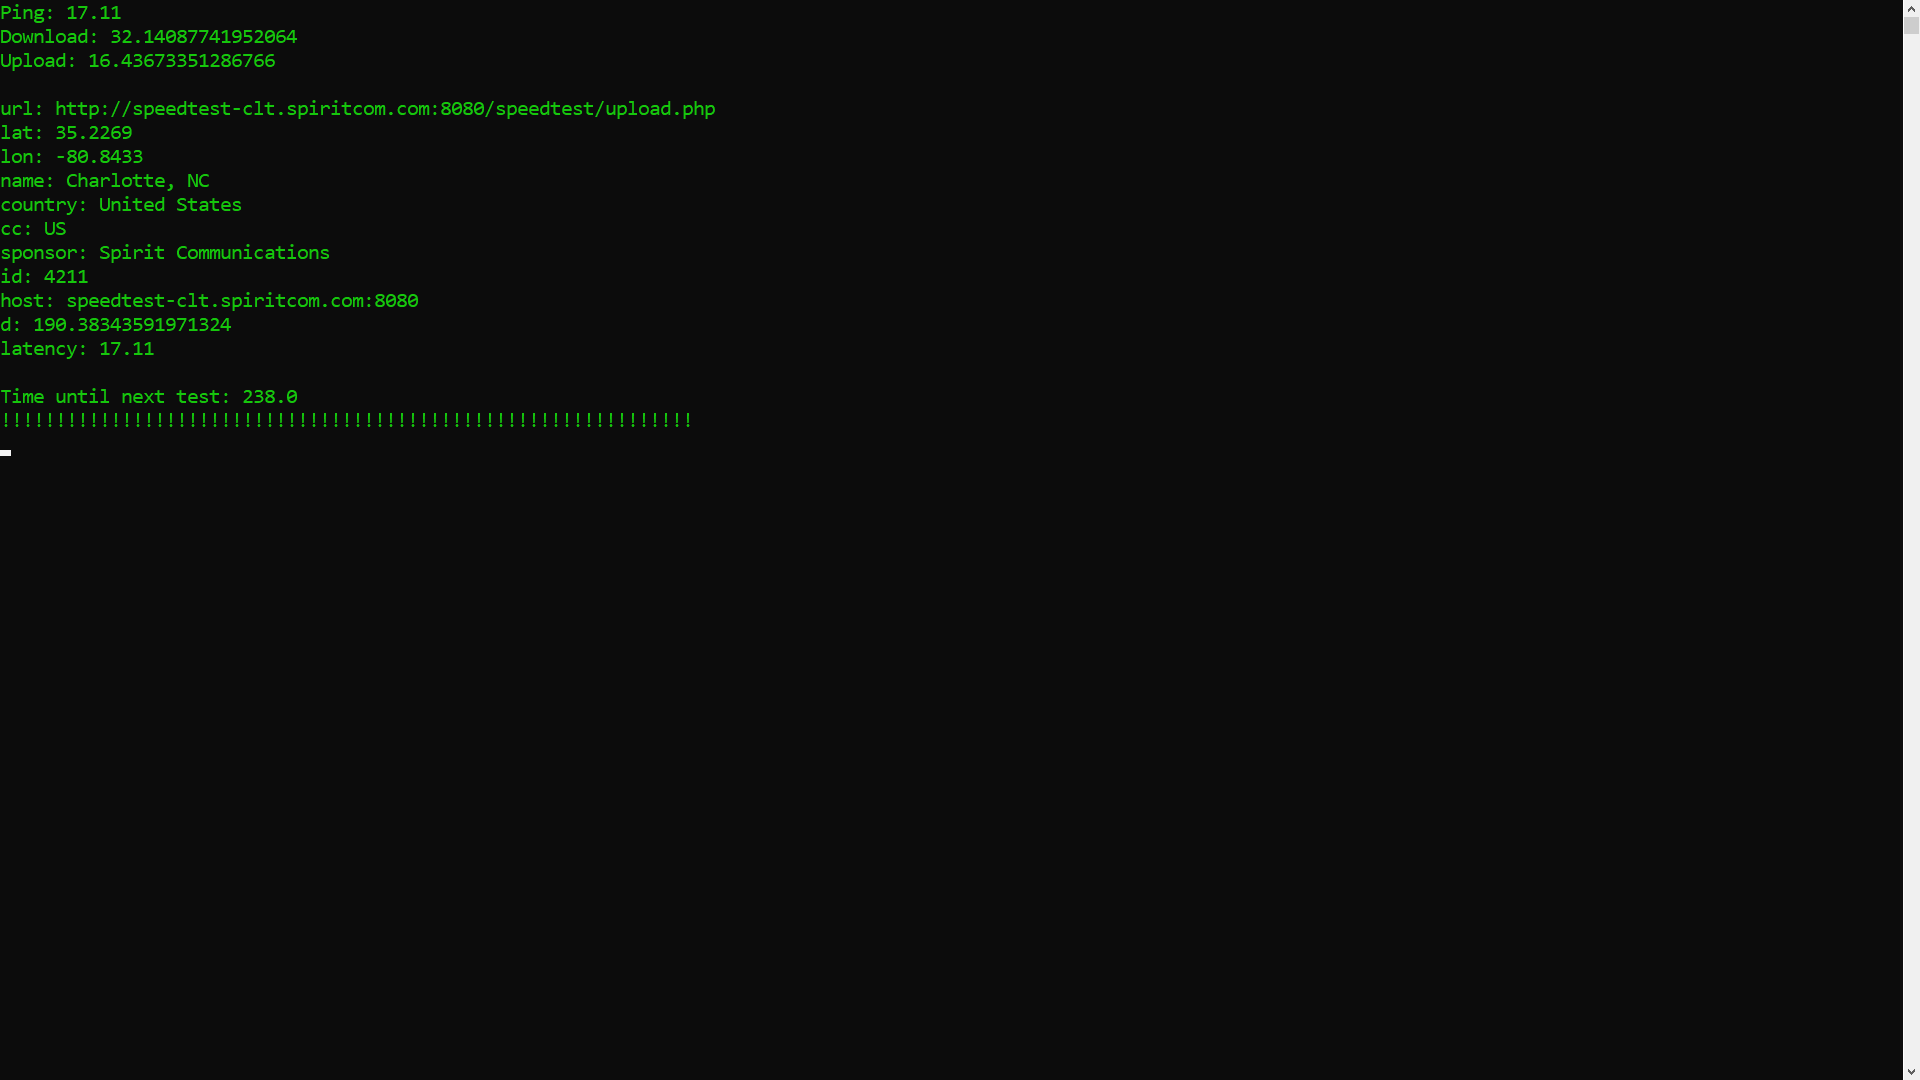 Ping: 17.11
Download: 32.14087741952064
Upload: 16.43673351286766
url: http://speedtest-clt.spiritcom.com:8080/speedtest/upload.php
lat: 35.2269
lon: -80.8433
name: Charlotte, NC
country: United States
cc: US
sponsor: Spirit Communications
id: 4211
host: speedtest-clt.spiritcom.com:8080
d: 190.38343591971324
latency: 17.11
Time until next test: 238.0
!!!!!!!!!!!!!!!!!!!!!!!!!!!!!!!!!!!!!!!!!!!!!!!!!!!!!!!!!!!!!!!